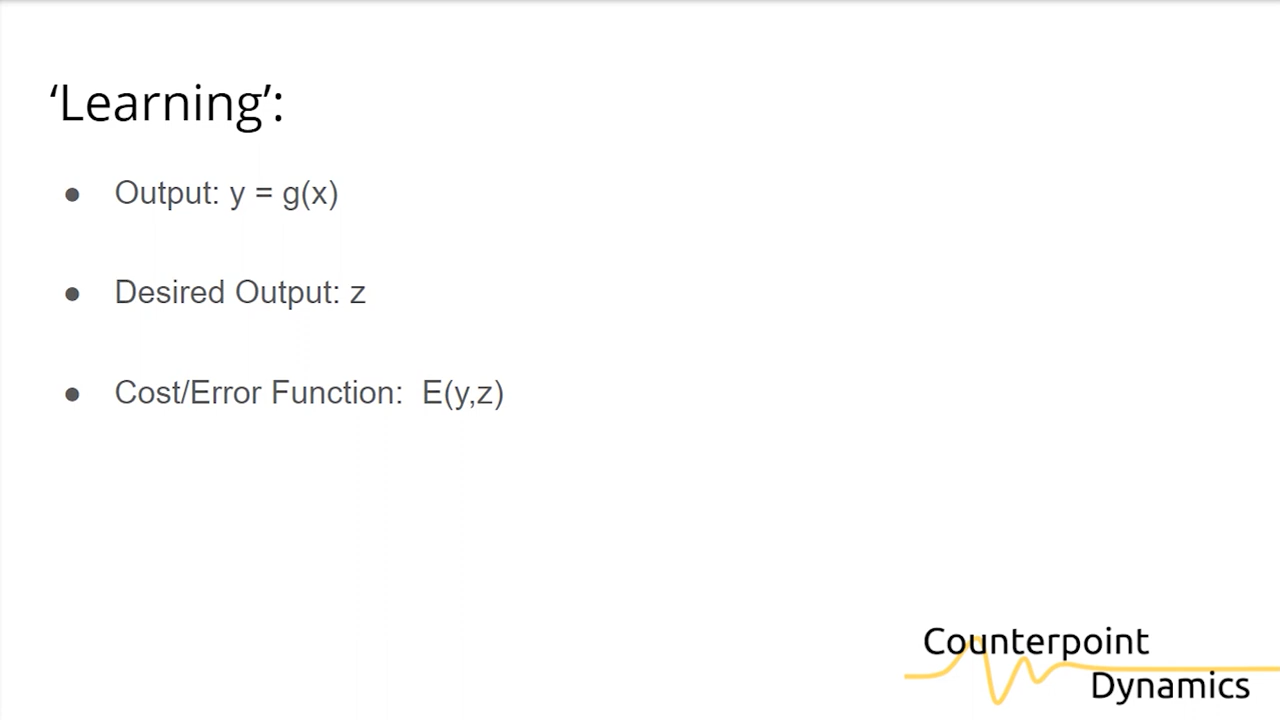 ‘Learning’:
● Output: y = g(x)
● Desired Output: z
● Cost/Error Function: E(y,z)
Counterpoint
Dynamics